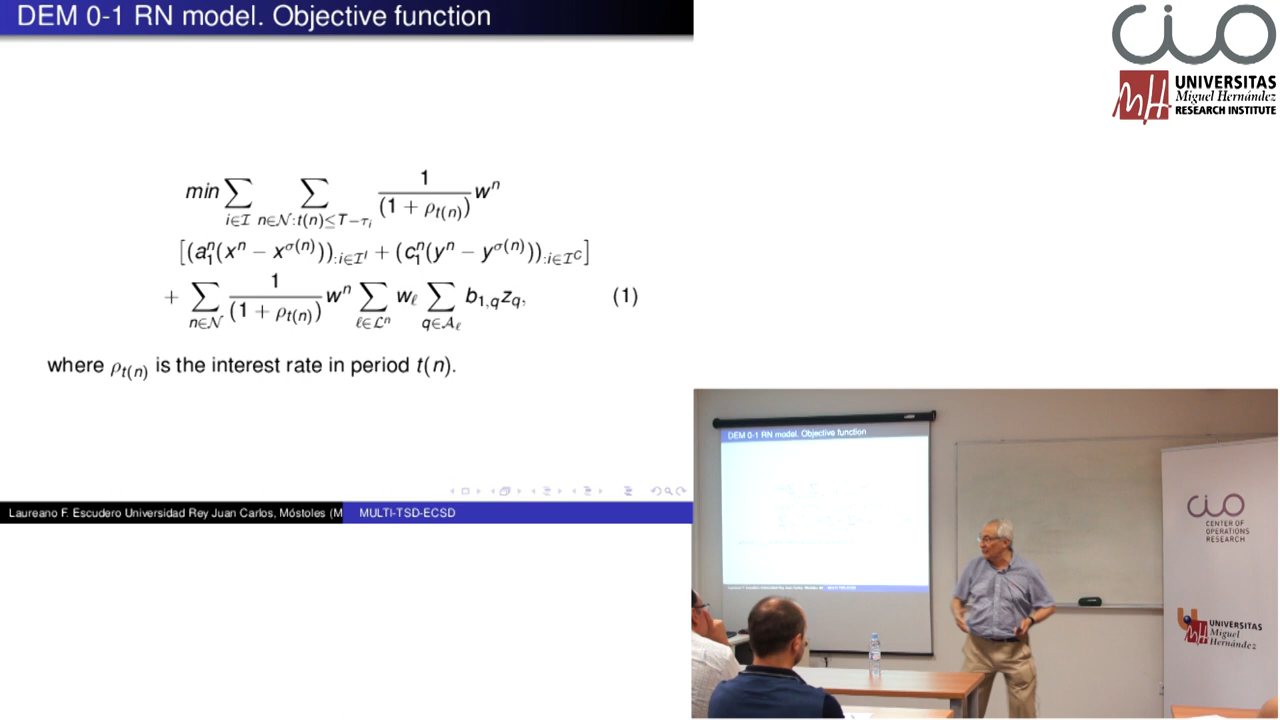 DEM 0-1 RN model. Objective function
cio
UNIVERSITAS
Miguel Hernández
RESEARCH INSTITUTE
min ∑_{i∈𝓘} ∑_{n∈𝓝:t(n)≤T−τ_i} 1/(1 + ρ_{t(n)}) w^n
[(a_1^n(x^n − x^{σ(n)}))_{:i∈𝓘^I} + (c_1^n(y^n − y^{σ(n)}))_{:i∈𝓘^C}]
+ ∑_{n∈𝓝} 1/(1 + ρ_{t(n)}) w^n ∑_{ℓ∈𝓛^n} w_ℓ ∑_{q∈𝓐_ℓ} b_{1,q}z_q, (1)
where ρ_{t(n)} is the interest rate in period t(n).
Laureano F. Escudero Universidad Rey Juan Carlos, Móstoles (M
MULTI-TSD-ECSD
DEM 0-1 RN model. Objective function
cio
CENTER OF
OPERATIONS
RESEARCH
UNIVERSITAS
Miguel
Hernández